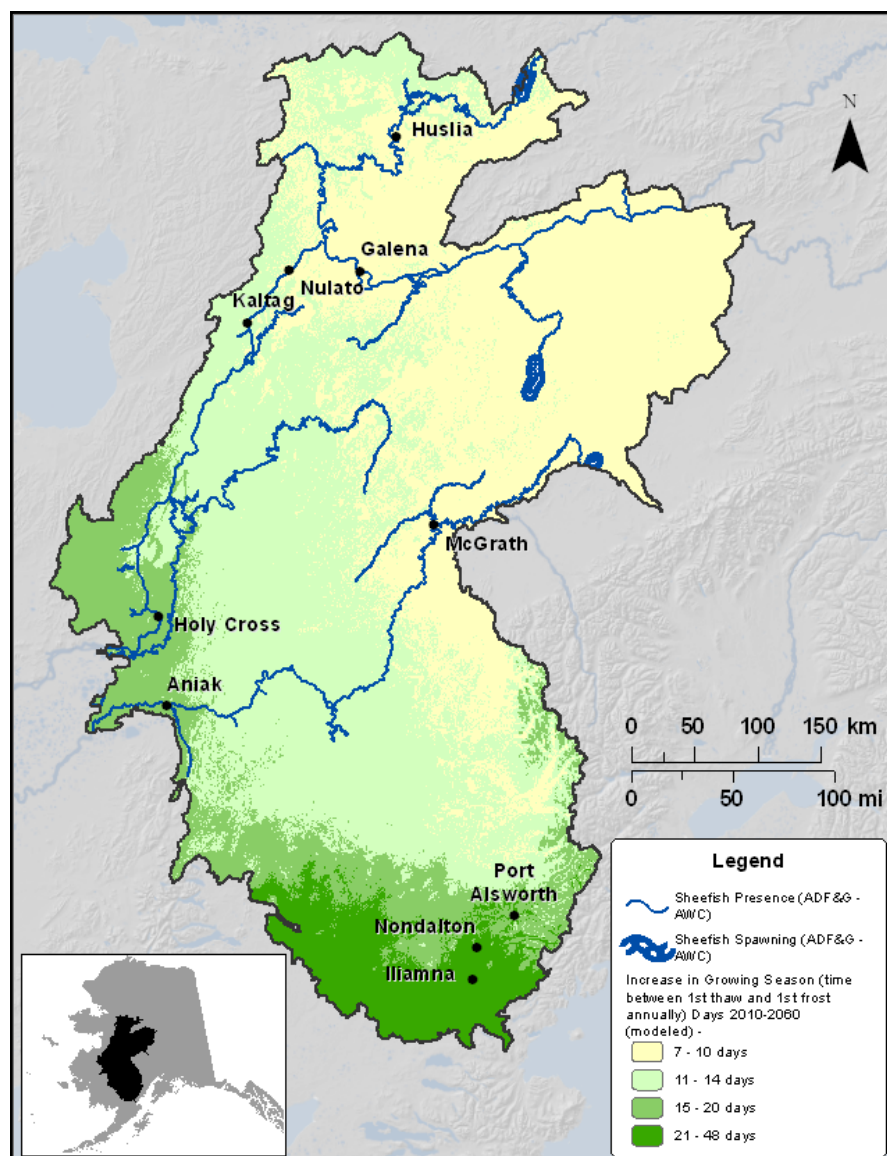 N
Huslia
Galena
Nulato
Kaltag
McGrath
Holy Cross
Aniak
0 50 100 150 km
0 50 100 mi
Port
Alsworth
Nondalton
Iliamna
Legend
Sheefish Presence (ADF&G -
AWC)
Sheefish Spawning (ADF&G -
AWC)
Increase in Growing Season (time
between 1st thaw and 1st frost
annually) Days 2010-2060
(modeled) -
7 - 10 days
11 - 14 days
15 - 20 days
21 - 48 days